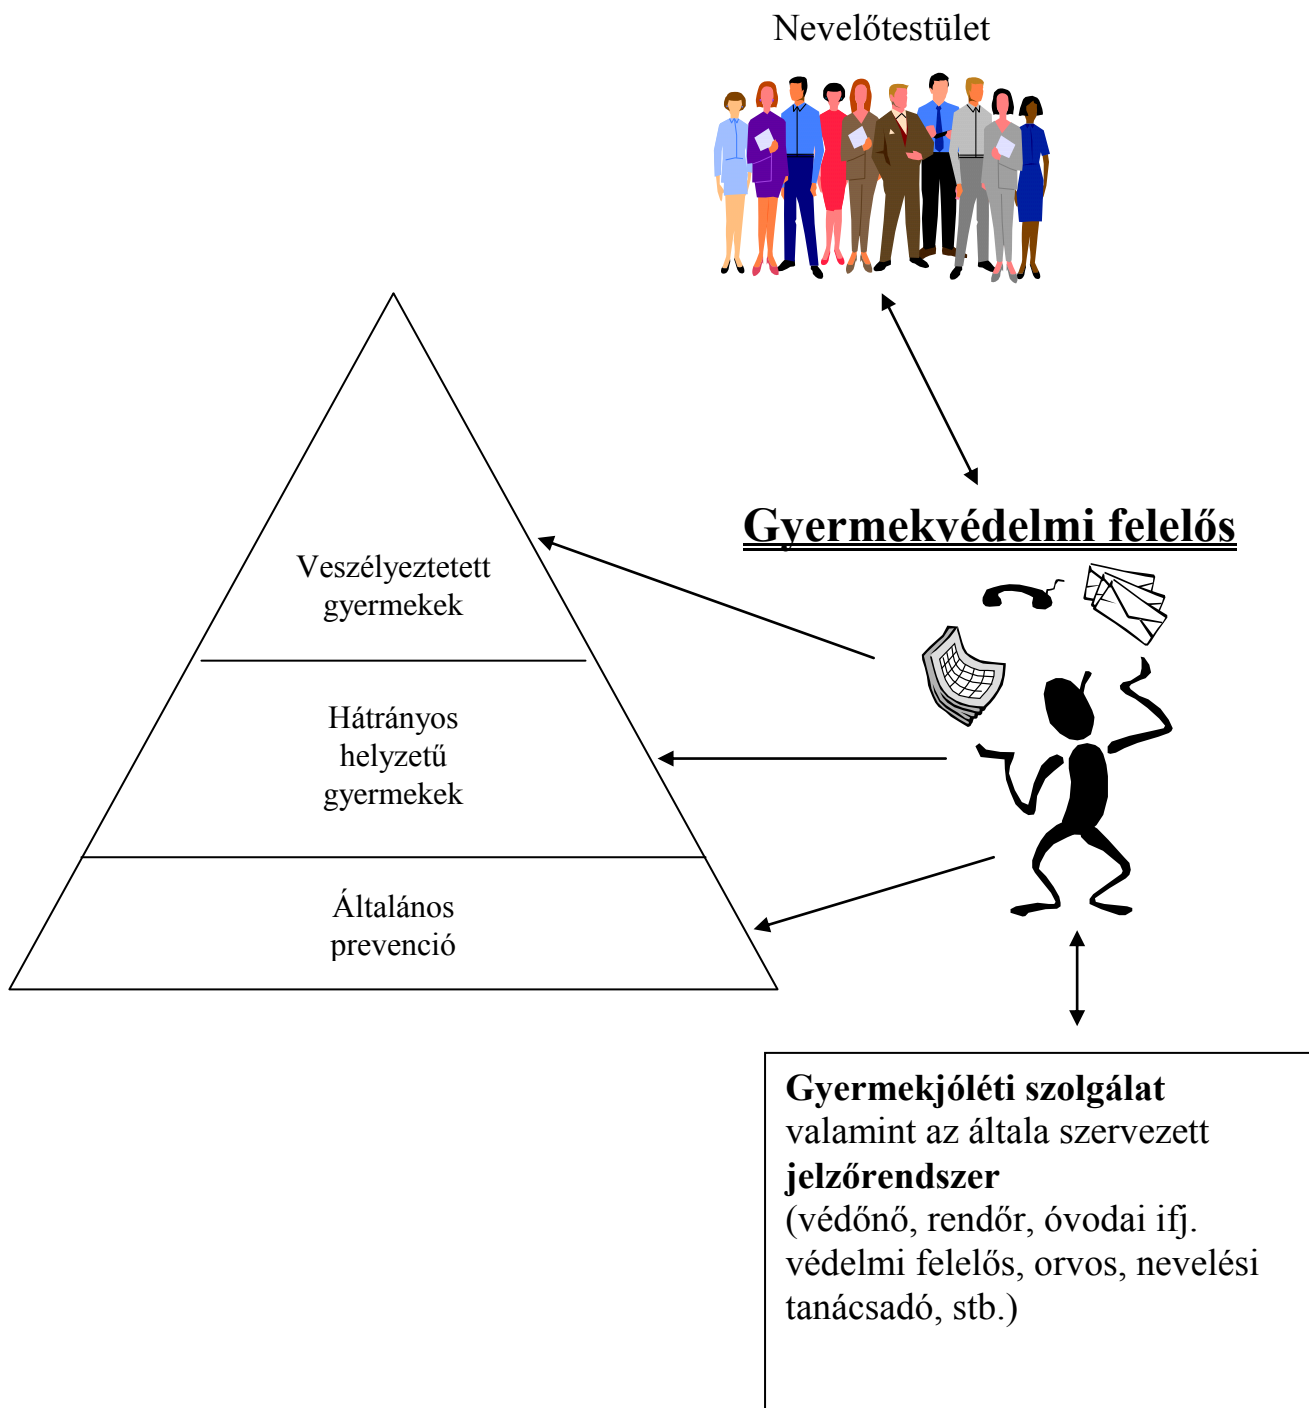 Nevelőtestület
Gyermekvédelmi felelős
Veszélyeztetett
gyermekek
Hátrányos
helyzetű
gyermekek
Általános
prevenció
Gyermekjóléti szolgálat
valamint az általa szervezett
jelzőrendszer
(védőnő, rendőr, óvodai ifj.
védelmi felelős, orvos, nevelési
tanácsadó, stb.)